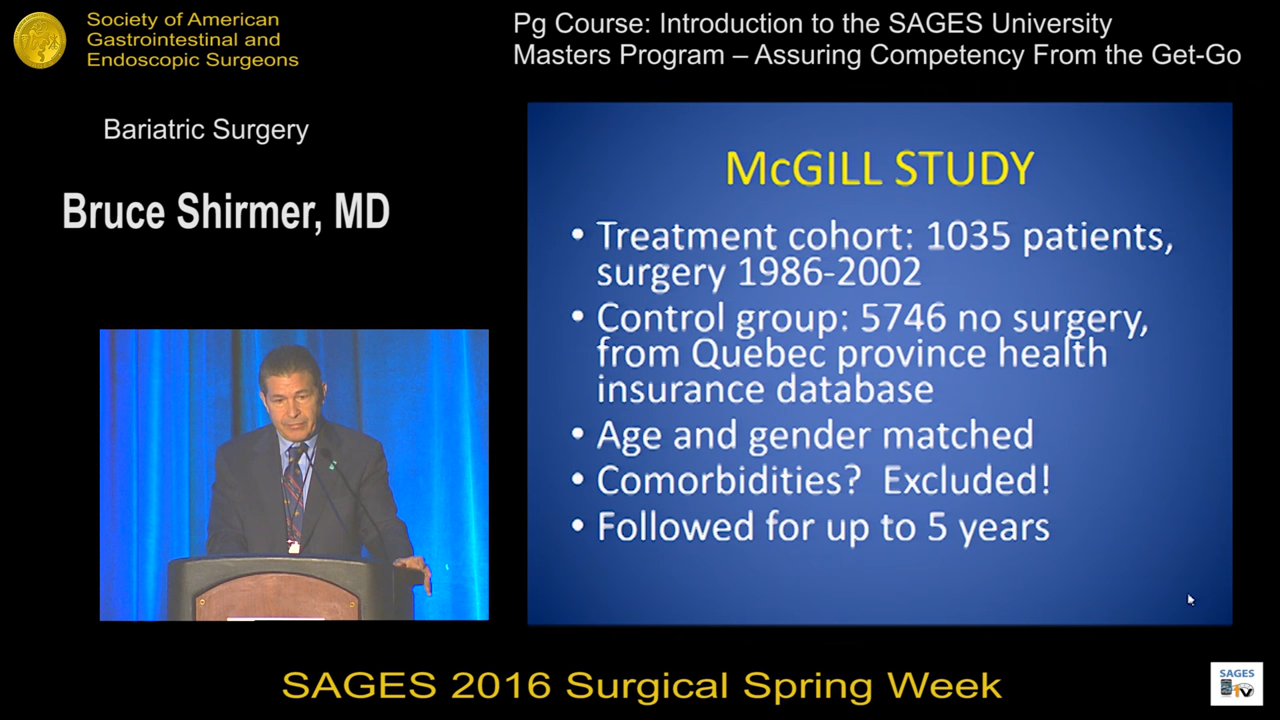 Society of American
Gastrointestinal and
Endoscopic Surgeons
Pg Course: Introduction to the SAGES University
Masters Program – Assuring Competency From the Get-Go
Bariatric Surgery
Bruce Shirmer, MD
McGILL STUDY
• Treatment cohort: 1035 patients,
surgery 1986-2002
• Control group: 5746 no surgery,
from Quebec province health
insurance database
• Age and gender matched
• Comorbidities? Excluded!
• Followed for up to 5 years
SAGES 2016 Surgical Spring Week
SAGES
TV